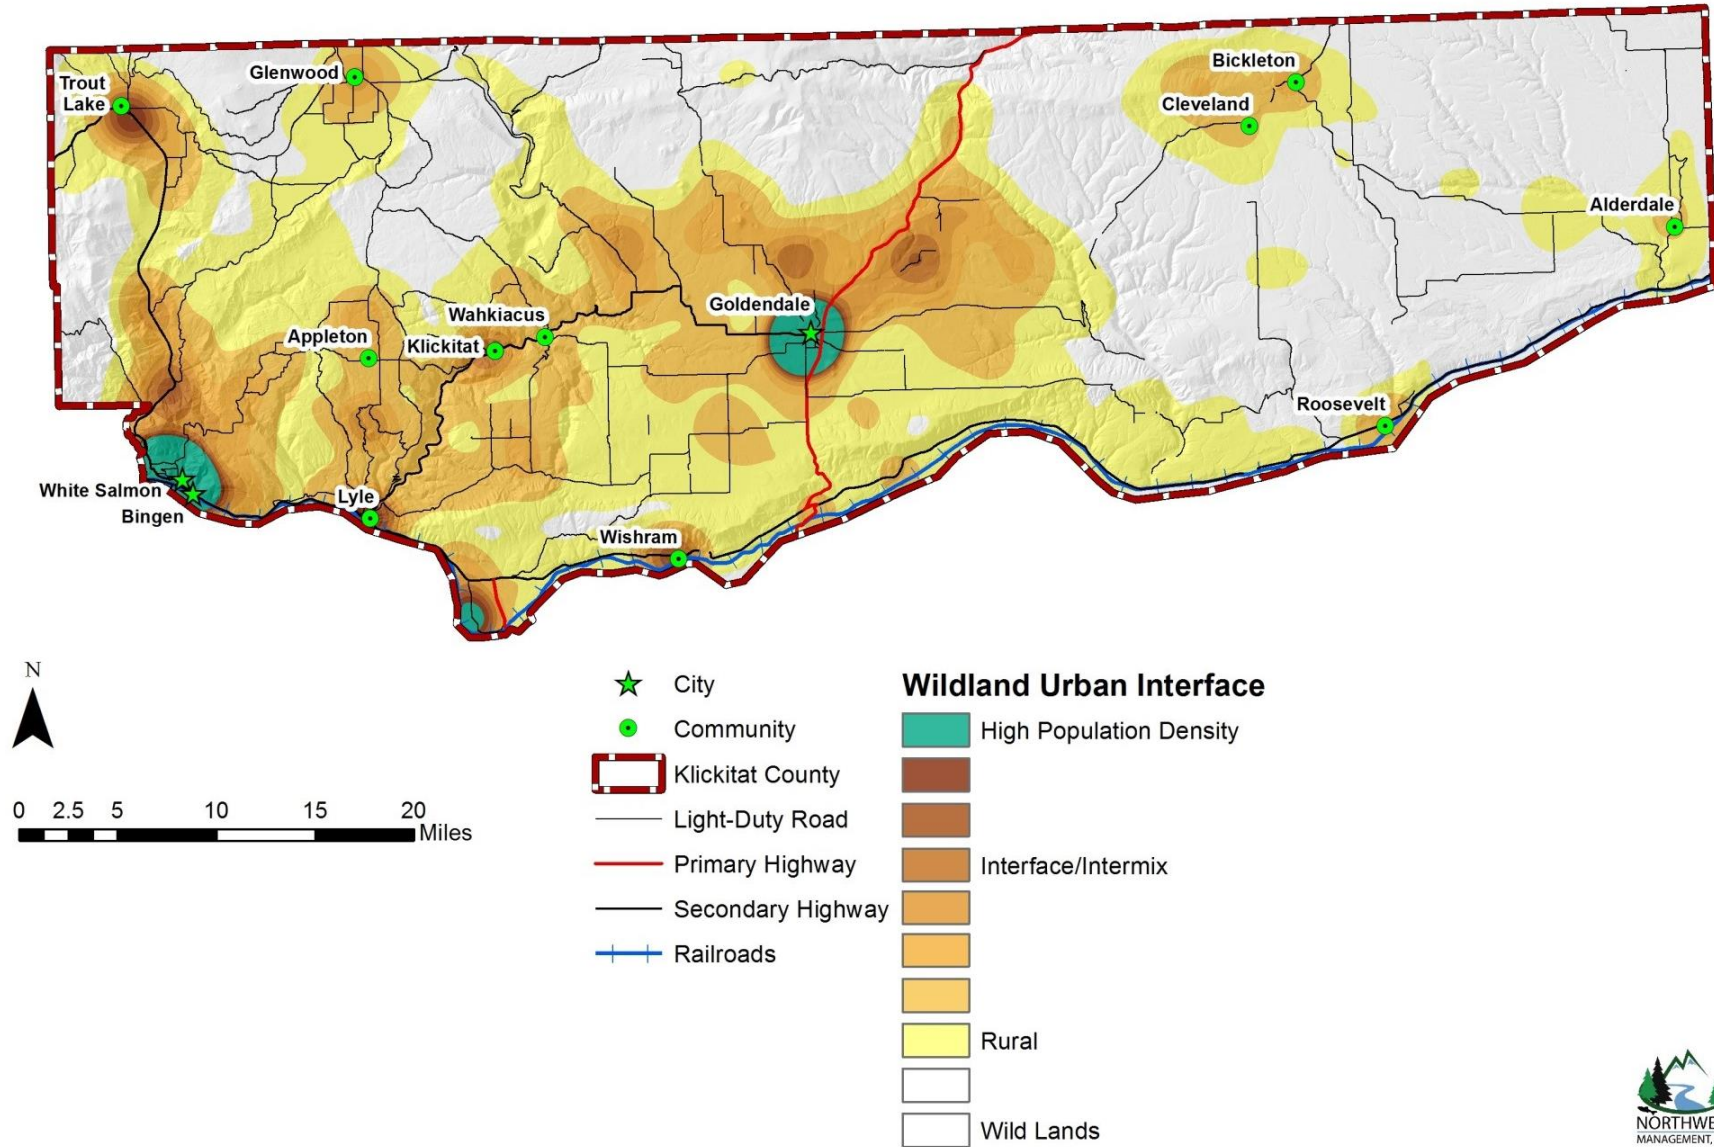 Trout
Lake
Glenwood
Bickleton
Cleveland
Alderdale
Goldendale
Wahkiacus
Appleton
Klickitat
Roosevelt
White Salmon
Bingen
Lyle
Wishram
N
0 2.5 5 10 15 20
Miles
City
Community
Klickitat County
Light-Duty Road
Primary Highway
Secondary Highway
Railroads
Wildland Urban Interface
High Population Density
Interface/Intermix
Rural
Wild Lands
NORTHWE
MANAGEMENT,